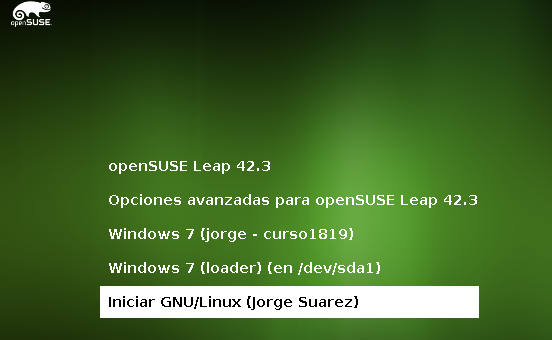 openSUSE
openSUSE Leap 42.3
Opciones avanzadas para openSUSE Leap 42.3
Windows 7 (jorge - curso1819)
Windows 7 (loader) (en /dev/sda1)
Iniciar GNU/Linux (Jorge Suarez)